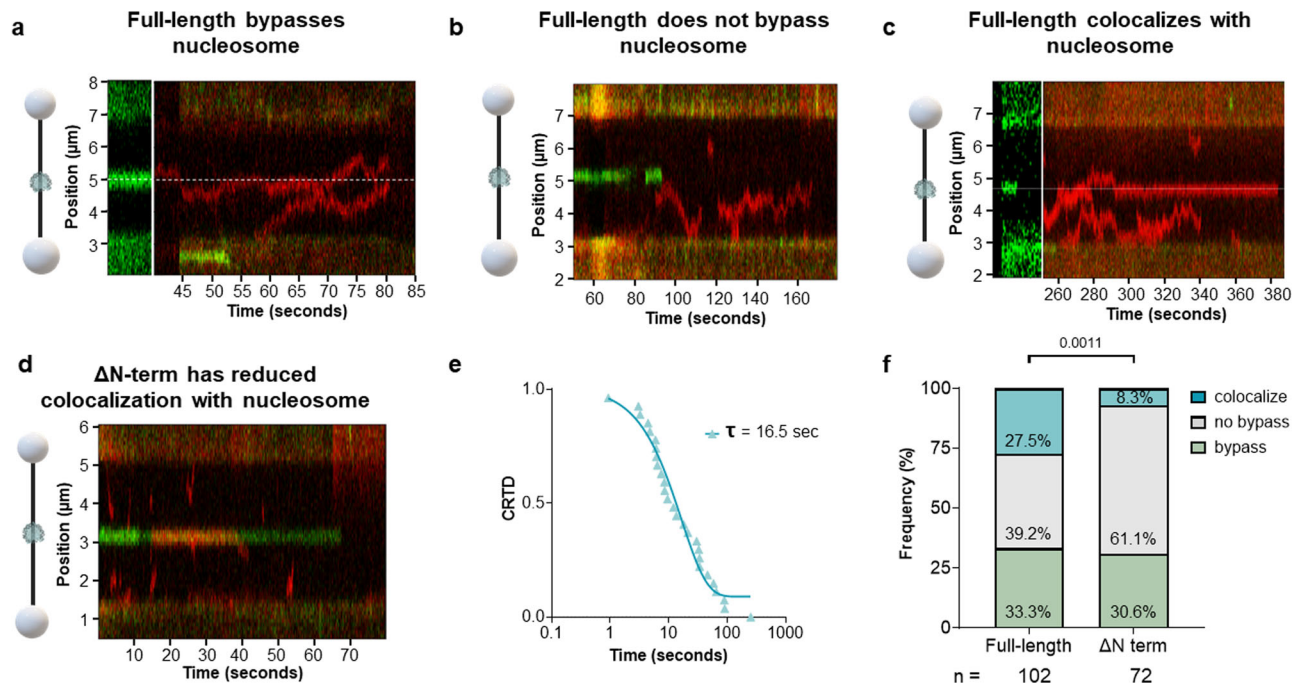 a
Full-length bypasses
nucleosome
Position (µm)
8
7
6
5
4
3
45 50 55 60 65 70 75 80 85
Time (seconds)
b
Full-length does not bypass
nucleosome
Position (µm)
7
6
5
4
3
2
60 80 100 120 140 160
Time (seconds)
c
Full-length colocalizes with
nucleosome
Position (µm)
7
6
5
4
3
2
260 280 300 320 340 360 380
Time (seconds)
d
ΔN-term has reduced
colocalization with nucleosome
Position (µm)
6
5
4
3
2
1
10 20 30 40 50 60 70
Time (seconds)
e
CRTD
1.0
0.5
0.0
τ = 16.5 sec
0.1 1 10 100 1000
Time (seconds)
f
0.0011
Frequency (%)
100
75
50
25
0
27.5%
39.2%
33.3%
8.3%
61.1%
30.6%
colocalize
no bypass
bypass
Full-length ΔN term
n = 102 72